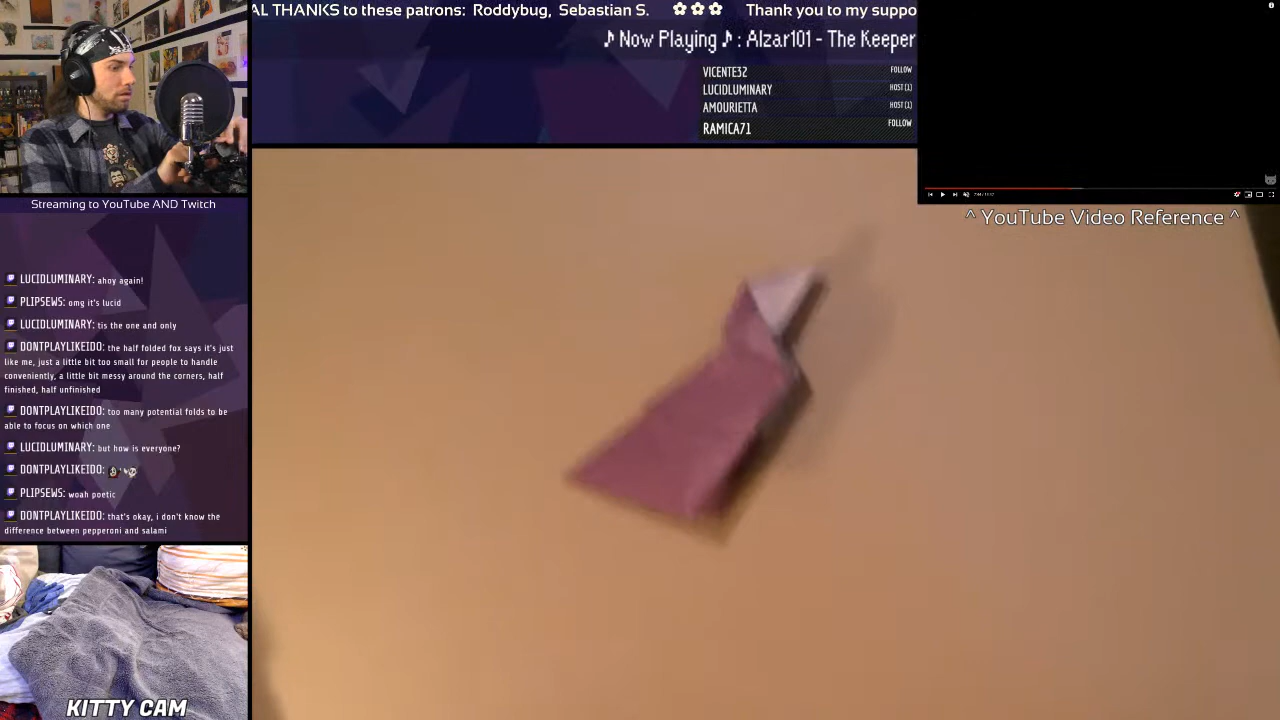 AL THANKS to these patrons: Roddybug, Sebastian S. ✿ ✿ ✿ Thank you to my suppo
♪ Now Playing ♪ : Alzar101 - The Keeper
VICENTE32 FOLLOW
LUCIDLUMINARY HOST (1)
AMOURIETTA HOST (1)
RAMICA71 FOLLOW
^ YouTube Video Reference ^
Streaming to YouTube AND Twitch
LUCIDLUMINARY: ahoy again!
PLIPSEWS: omg it's lucid
LUCIDLUMINARY: tis the one and only
DONTPLAYLIKEIDO: the half folded fox says it's just
like me, just a little bit too small for people to handle
conveniently, a little bit messy around the corners, half
finished, half unfinished
DONTPLAYLIKEIDO: too many potential folds to be
able to focus on which one
LUCIDLUMINARY: but how is everyone?
DONTPLAYLIKEIDO:
PLIPSEWS: woah poetic
DONTPLAYLIKEIDO: that's okay, i don't know the
difference between pepperoni and salami
KITTY CAM